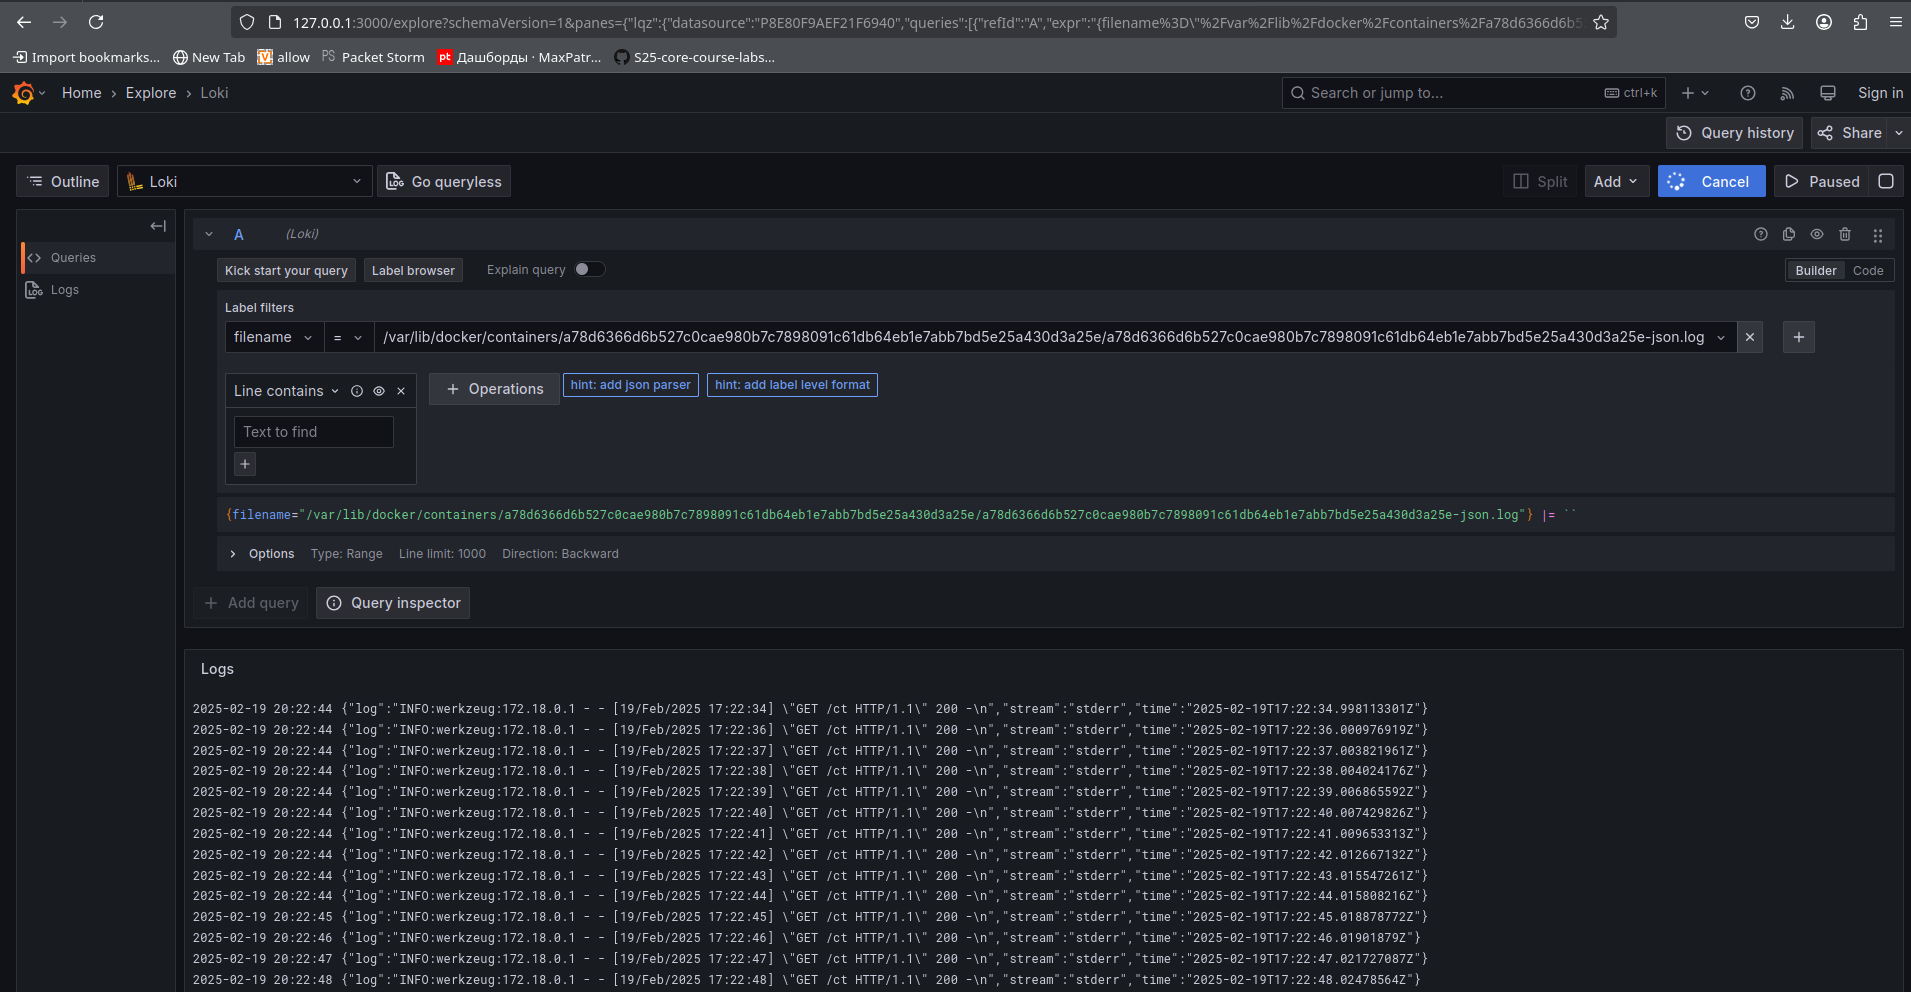 127.0.0.1:3000/explore?schemaVersion=1&panes={"lqz":{"datasource":"P8E80F9AEF21F6940","queries":[{"refId":"A","expr":"{filename%3D\"%2Fvar%2Flib%2Fdocker%2Fcontainers%2Fa78d6366d6b5
Import bookmarks... New Tab allow PS Packet Storm pt Дашборды · MaxPatr... S25-core-course-labs...
Home › Explore › Loki Search or jump to... ctrl+k Sign in
Query history Share
Outline Loki LOG Go queryless Split Add Cancel Paused
A (Loki)
Queries
LOG Logs
Kick start your query Label browser Explain query Builder Code
Label filters
filename = /var/lib/docker/containers/a78d6366d6b527c0cae980b7c7898091c61db64eb1e7abb7bd5e25a430d3a25e/a78d6366d6b527c0cae980b7c7898091c61db64eb1e7abb7bd5e25a430d3a25e-json.log
Line contains + Operations hint: add json parser hint: add label level format
Text to find
+
{filename="/var/lib/docker/containers/a78d6366d6b527c0cae980b7c7898091c61db64eb1e7abb7bd5e25a430d3a25e/a78d6366d6b527c0cae980b7c7898091c61db64eb1e7abb7bd5e25a430d3a25e-json.log"} |= ``
Options Type: Range Line limit: 1000 Direction: Backward
+ Add query Query inspector
Logs
2025-02-19 20:22:44 {"log":"INFO:werkzeug:172.18.0.1 - - [19/Feb/2025 17:22:34] \"GET /ct HTTP/1.1\" 200 -\n","stream":"stderr","time":"2025-02-19T17:22:34.998113301Z"}
2025-02-19 20:22:44 {"log":"INFO:werkzeug:172.18.0.1 - - [19/Feb/2025 17:22:36] \"GET /ct HTTP/1.1\" 200 -\n","stream":"stderr","time":"2025-02-19T17:22:36.000976919Z"}
2025-02-19 20:22:44 {"log":"INFO:werkzeug:172.18.0.1 - - [19/Feb/2025 17:22:37] \"GET /ct HTTP/1.1\" 200 -\n","stream":"stderr","time":"2025-02-19T17:22:37.003821961Z"}
2025-02-19 20:22:44 {"log":"INFO:werkzeug:172.18.0.1 - - [19/Feb/2025 17:22:38] \"GET /ct HTTP/1.1\" 200 -\n","stream":"stderr","time":"2025-02-19T17:22:38.004024176Z"}
2025-02-19 20:22:44 {"log":"INFO:werkzeug:172.18.0.1 - - [19/Feb/2025 17:22:39] \"GET /ct HTTP/1.1\" 200 -\n","stream":"stderr","time":"2025-02-19T17:22:39.006865592Z"}
2025-02-19 20:22:44 {"log":"INFO:werkzeug:172.18.0.1 - - [19/Feb/2025 17:22:40] \"GET /ct HTTP/1.1\" 200 -\n","stream":"stderr","time":"2025-02-19T17:22:40.007429826Z"}
2025-02-19 20:22:44 {"log":"INFO:werkzeug:172.18.0.1 - - [19/Feb/2025 17:22:41] \"GET /ct HTTP/1.1\" 200 -\n","stream":"stderr","time":"2025-02-19T17:22:41.009653313Z"}
2025-02-19 20:22:44 {"log":"INFO:werkzeug:172.18.0.1 - - [19/Feb/2025 17:22:42] \"GET /ct HTTP/1.1\" 200 -\n","stream":"stderr","time":"2025-02-19T17:22:42.012667132Z"}
2025-02-19 20:22:44 {"log":"INFO:werkzeug:172.18.0.1 - - [19/Feb/2025 17:22:43] \"GET /ct HTTP/1.1\" 200 -\n","stream":"stderr","time":"2025-02-19T17:22:43.015547261Z"}
2025-02-19 20:22:44 {"log":"INFO:werkzeug:172.18.0.1 - - [19/Feb/2025 17:22:44] \"GET /ct HTTP/1.1\" 200 -\n","stream":"stderr","time":"2025-02-19T17:22:44.015808216Z"}
2025-02-19 20:22:45 {"log":"INFO:werkzeug:172.18.0.1 - - [19/Feb/2025 17:22:45] \"GET /ct HTTP/1.1\" 200 -\n","stream":"stderr","time":"2025-02-19T17:22:45.018878772Z"}
2025-02-19 20:22:46 {"log":"INFO:werkzeug:172.18.0.1 - - [19/Feb/2025 17:22:46] \"GET /ct HTTP/1.1\" 200 -\n","stream":"stderr","time":"2025-02-19T17:22:46.01901879Z"}
2025-02-19 20:22:47 {"log":"INFO:werkzeug:172.18.0.1 - - [19/Feb/2025 17:22:47] \"GET /ct HTTP/1.1\" 200 -\n","stream":"stderr","time":"2025-02-19T17:22:47.021727087Z"}
2025-02-19 20:22:48 {"log":"INFO:werkzeug:172.18.0.1 - - [19/Feb/2025 17:22:48] \"GET /ct HTTP/1.1\" 200 -\n","stream":"stderr","time":"2025-02-19T17:22:48.02478564Z"}